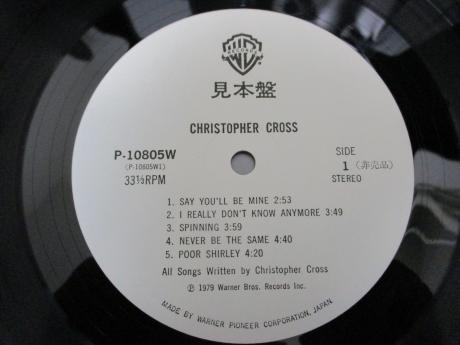 WB
RECORDS
見本盤
CHRISTOPHER CROSS
P-10805W
(P-10805W1)
33⅓RPM
SIDE
1 (非売品)
STEREO
1. SAY YOU'LL BE MINE 2:53
2. I REALLY DON'T KNOW ANYMORE 3:49
3. SPINNING 3:59
4. NEVER BE THE SAME 4:40
5. POOR SHIRLEY 4:20
All Songs Written by Christopher Cross
Ⓟ 1979 Warner Bros. Records Inc.
MADE BY WARNER PIONEER CORPORATION, JAPAN.